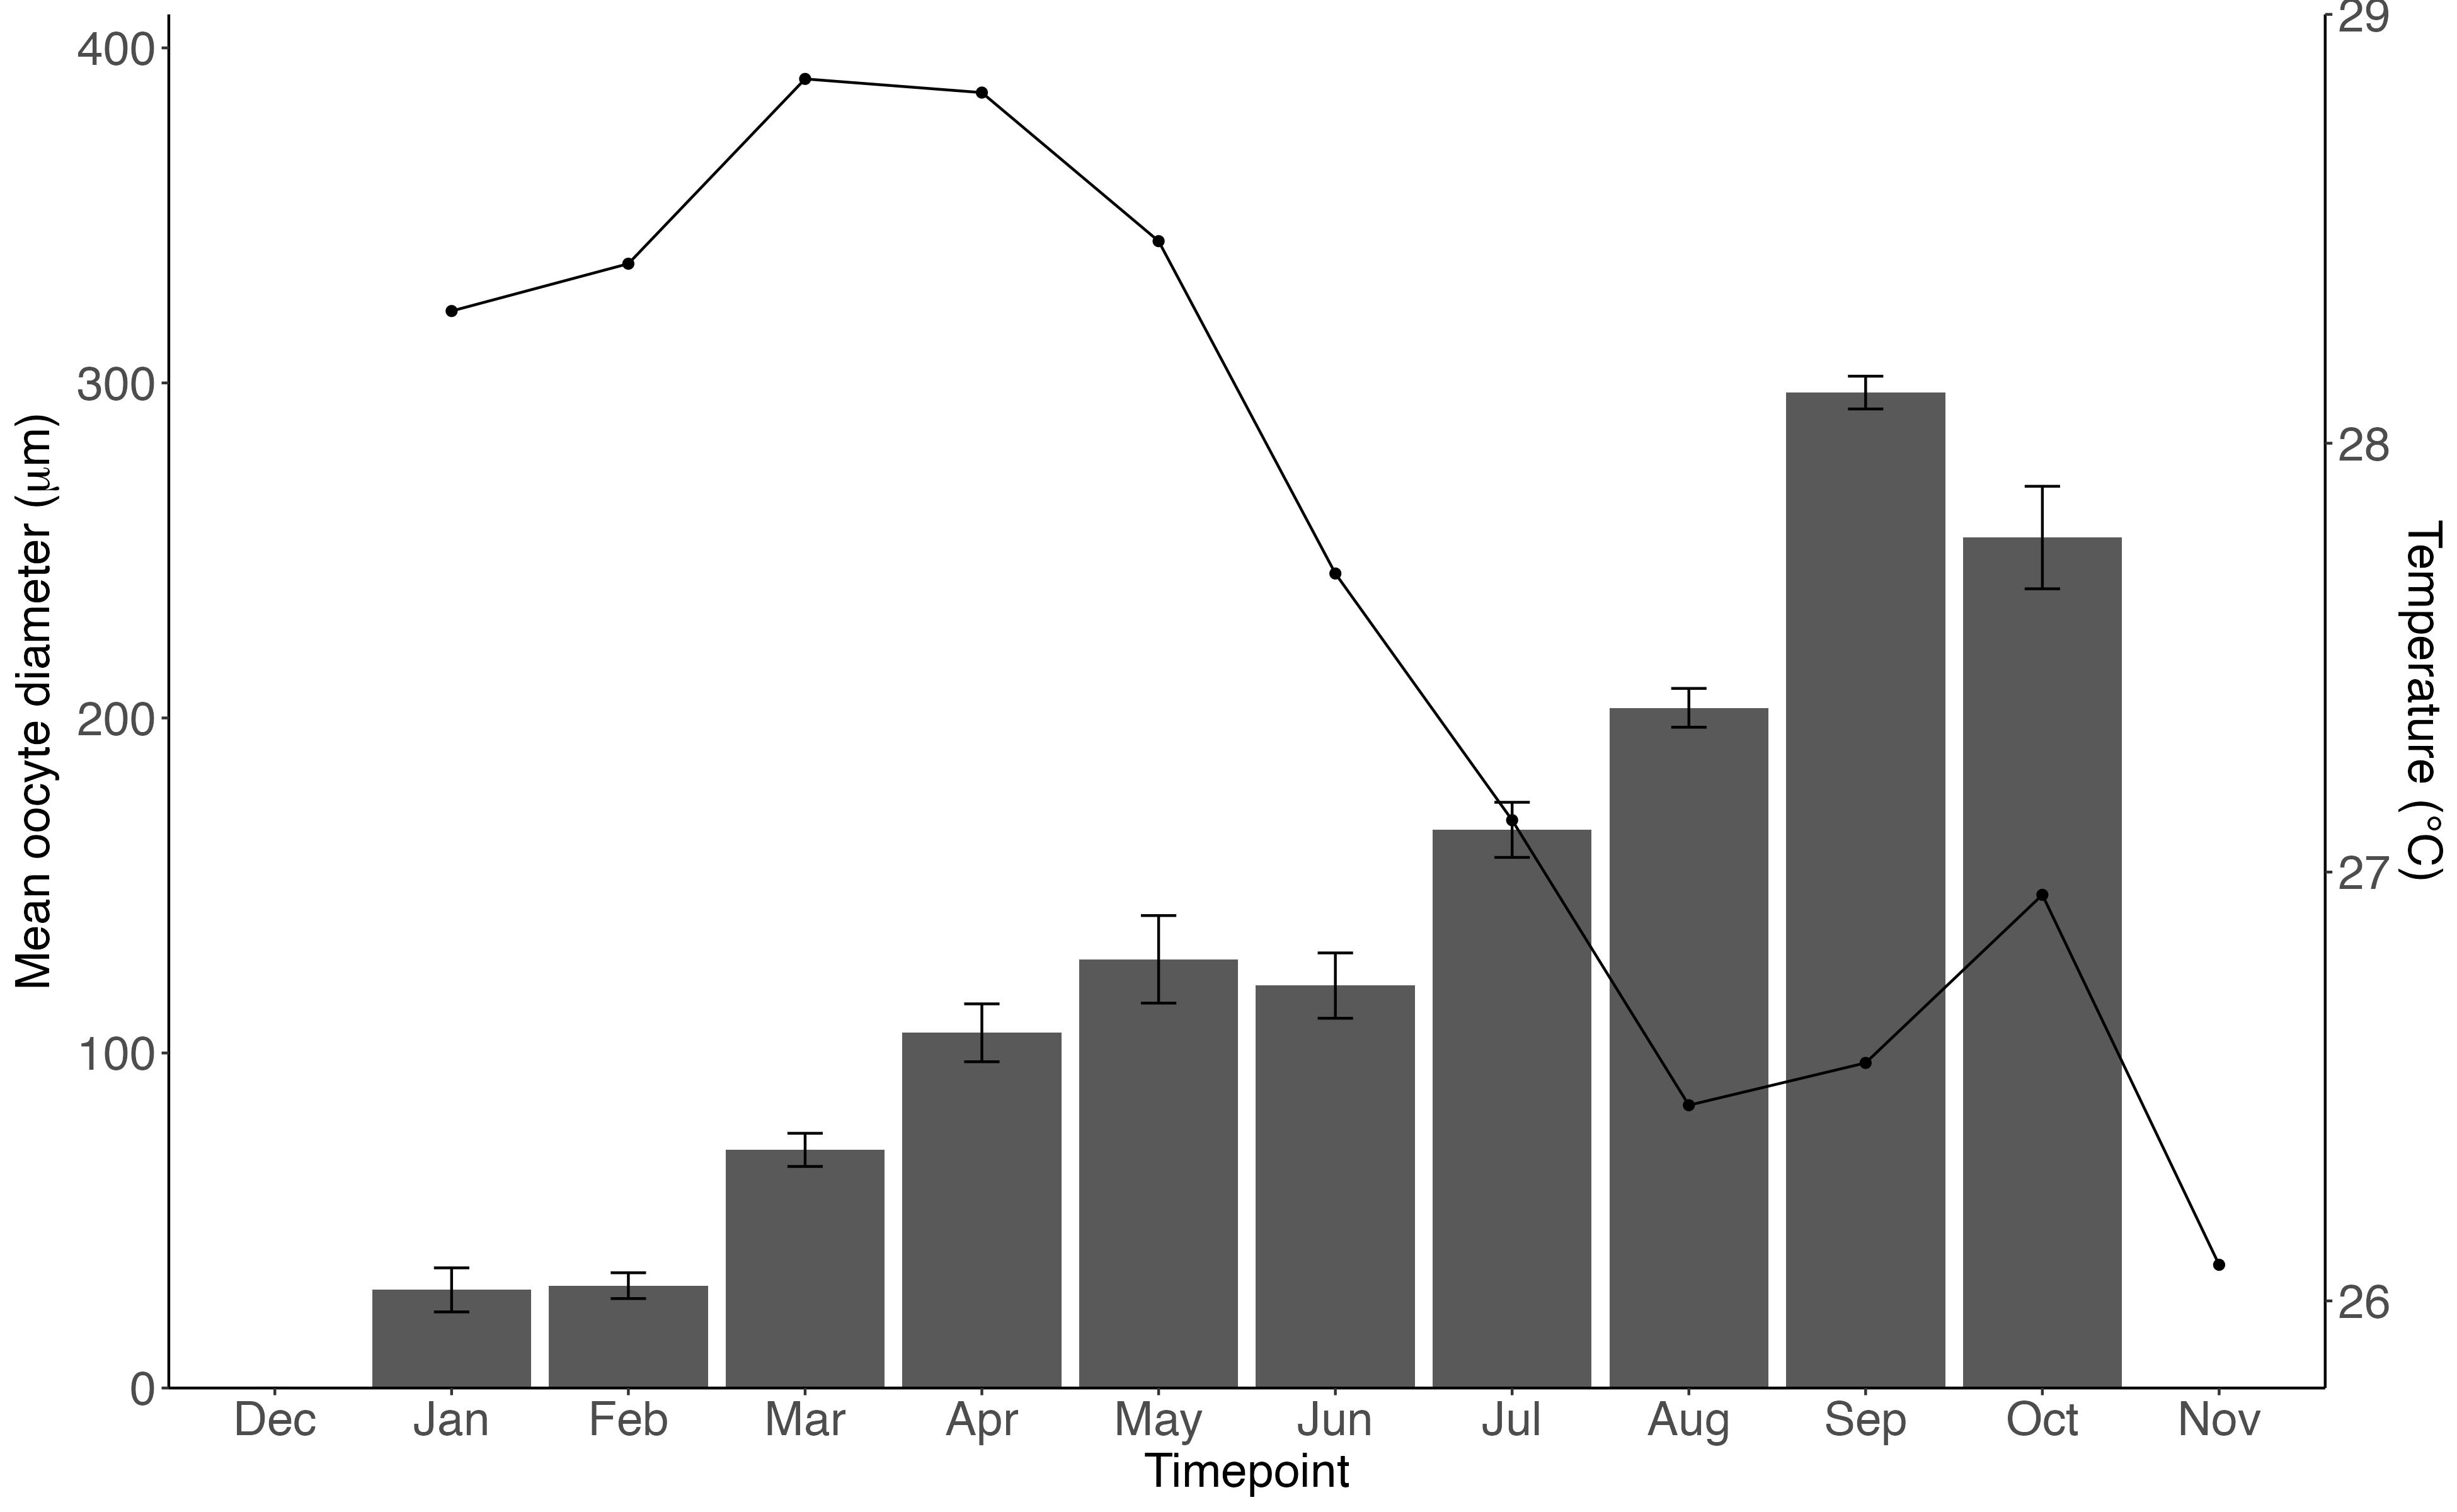 Mean oocyte diameter (μm)
400
300
200
100
0
Dec Jan Feb Mar Apr May Jun Jul Aug Sep Oct Nov
Timepoint
29
28
27
26
Temperature (°C)